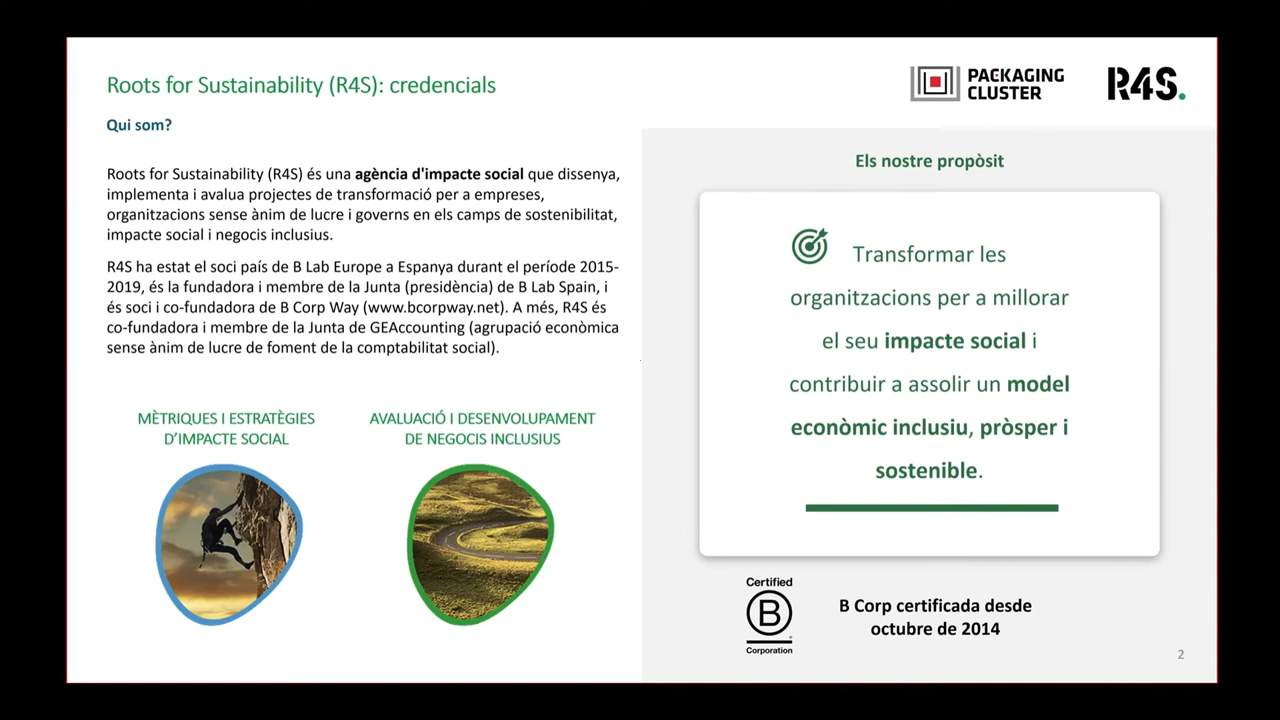 Roots for Sustainability (R4S): credencials
PACKAGING
CLUSTER
R4S.
Qui som?
Roots for Sustainability (R4S) és una agència d'impacte social que dissenya,
implementa i avalua projectes de transformació per a empreses,
organitzacions sense ànim de lucre i governs en els camps de sostenibilitat,
impacte social i negocis inclusius.
R4S ha estat el soci país de B Lab Europe a Espanya durant el període 2015-
2019, és la fundadora i membre de la Junta (presidència) de B Lab Spain, i
és soci i co-fundadora de B Corp Way (www.bcorpway.net). A més, R4S és
co-fundadora i membre de la Junta de GEAccounting (agrupació econòmica
sense ànim de lucre de foment de la comptabilitat social).
MÈTRIQUES I ESTRATÈGIES
D'IMPACTE SOCIAL
AVALUACIÓ I DESENVOLUPAMENT
DE NEGOCIS INCLUSIUS
Els nostre propòsit
Transformar les
organitzacions per a millorar
el seu impacte social i
contribuir a assolir un model
econòmic inclusiu, pròsper i
sostenible.
Certified
B
Corporation
B Corp certificada desde
octubre de 2014
2